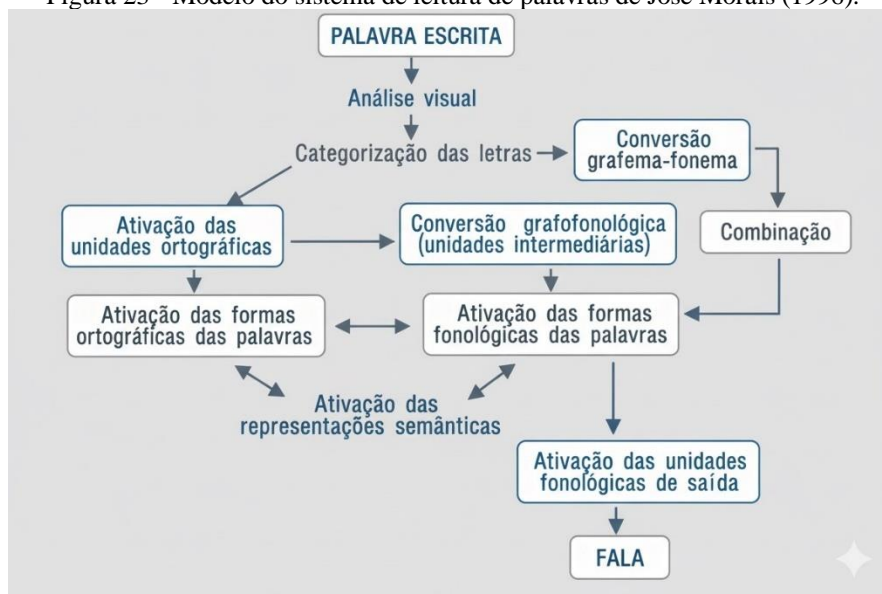 Figura 23 - Modelo do sistema de leitura de palavras de José Morais (1996).
PALAVRA ESCRITA
Análise visual
Categorização das letras
Conversão
grafema-fonema
Ativação das
unidades ortográficas
Conversão grafofonológica
(unidades intermediárias)
Combinação
Ativação das formas
ortográficas das palavras
Ativação das formas
fonológicas das palavras
Ativação das
representações semânticas
Ativação das unidades
fonológicas de saída
FALA